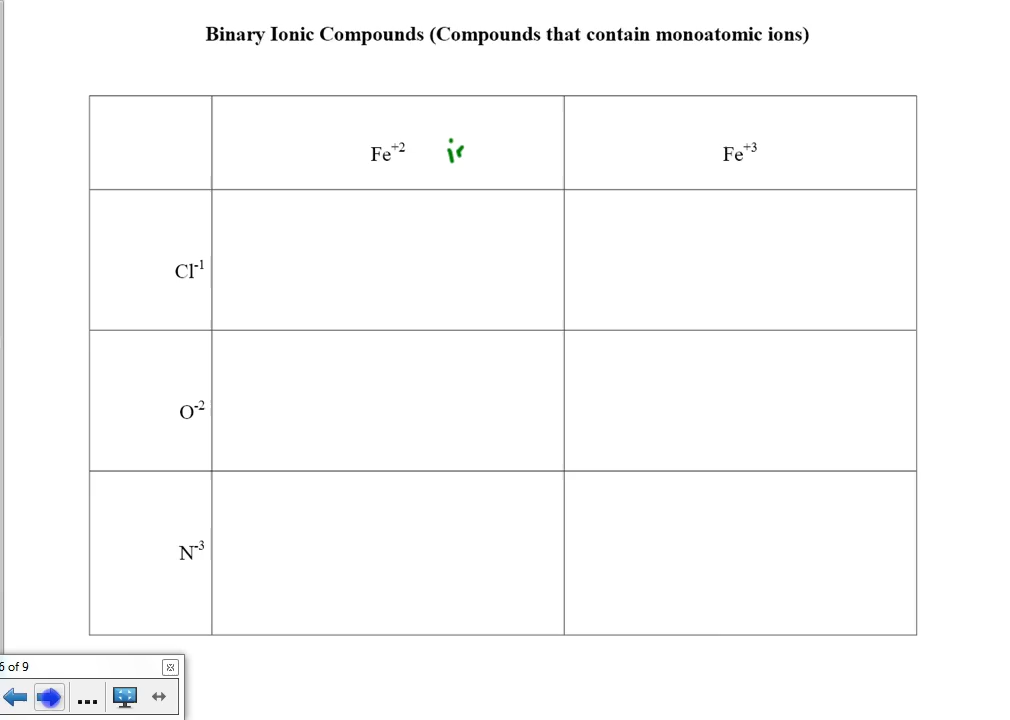 Binary Ionic Compounds (Compounds that contain monoatomic ions)
Fe+2 ir Fe+3
Cl-1
O-2
N-3
6 of 9
...